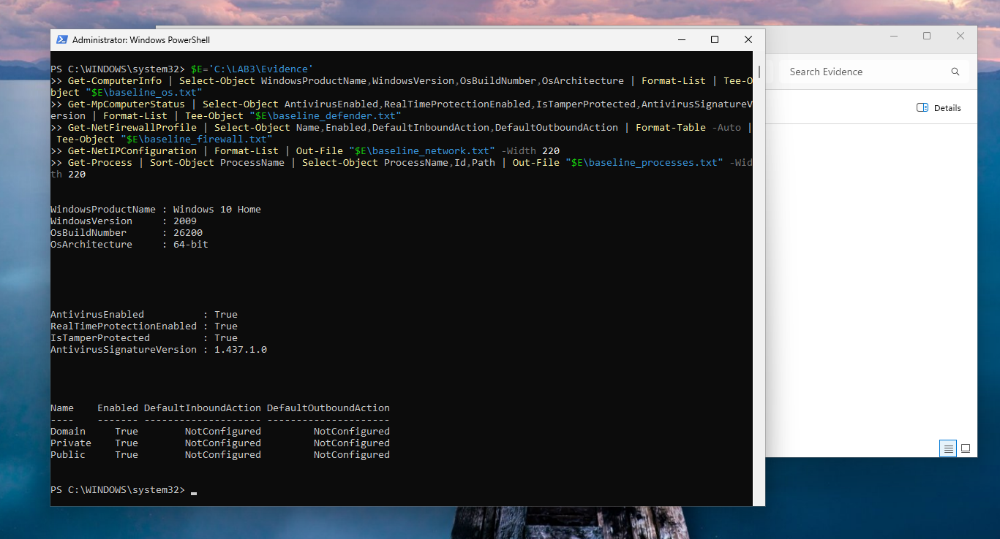 Administrator: Windows PowerShell
PS C:\WINDOWS\system32> $E='C:\LAB3\Evidence'
>> Get-ComputerInfo | Select-Object WindowsProductName,WindowsVersion,OsBuildNumber,OsArchitecture | Format-List | Tee-O
bject "$E\baseline_os.txt"
>> Get-MpComputerStatus | Select-Object AntivirusEnabled,RealTimeProtectionEnabled,IsTamperProtected,AntivirusSignatureV
ersion | Format-List | Tee-Object "$E\baseline_defender.txt"
>> Get-NetFirewallProfile | Select-Object Name,Enabled,DefaultInboundAction,DefaultOutboundAction | Format-Table -Auto |
 Tee-Object "$E\baseline_firewall.txt"
>> Get-NetIPConfiguration | Format-List | Out-File "$E\baseline_network.txt" -Width 220
>> Get-Process | Sort-Object ProcessName | Select-Object ProcessName,Id,Path | Out-File "$E\baseline_processes.txt" -Wid
th 220
WindowsProductName : Windows 10 Home
WindowsVersion     : 2009
OsBuildNumber      : 26200
OsArchitecture     : 64-bit
AntivirusEnabled          : True
RealTimeProtectionEnabled : True
IsTamperProtected         : True
AntivirusSignatureVersion : 1.437.1.0
Name    Enabled DefaultInboundAction DefaultOutboundAction
----    ------- -------------------- ---------------------
Domain     True        NotConfigured         NotConfigured
Private    True        NotConfigured         NotConfigured
Public     True        NotConfigured         NotConfigured
PS C:\WINDOWS\system32>
Search Evidence
Details